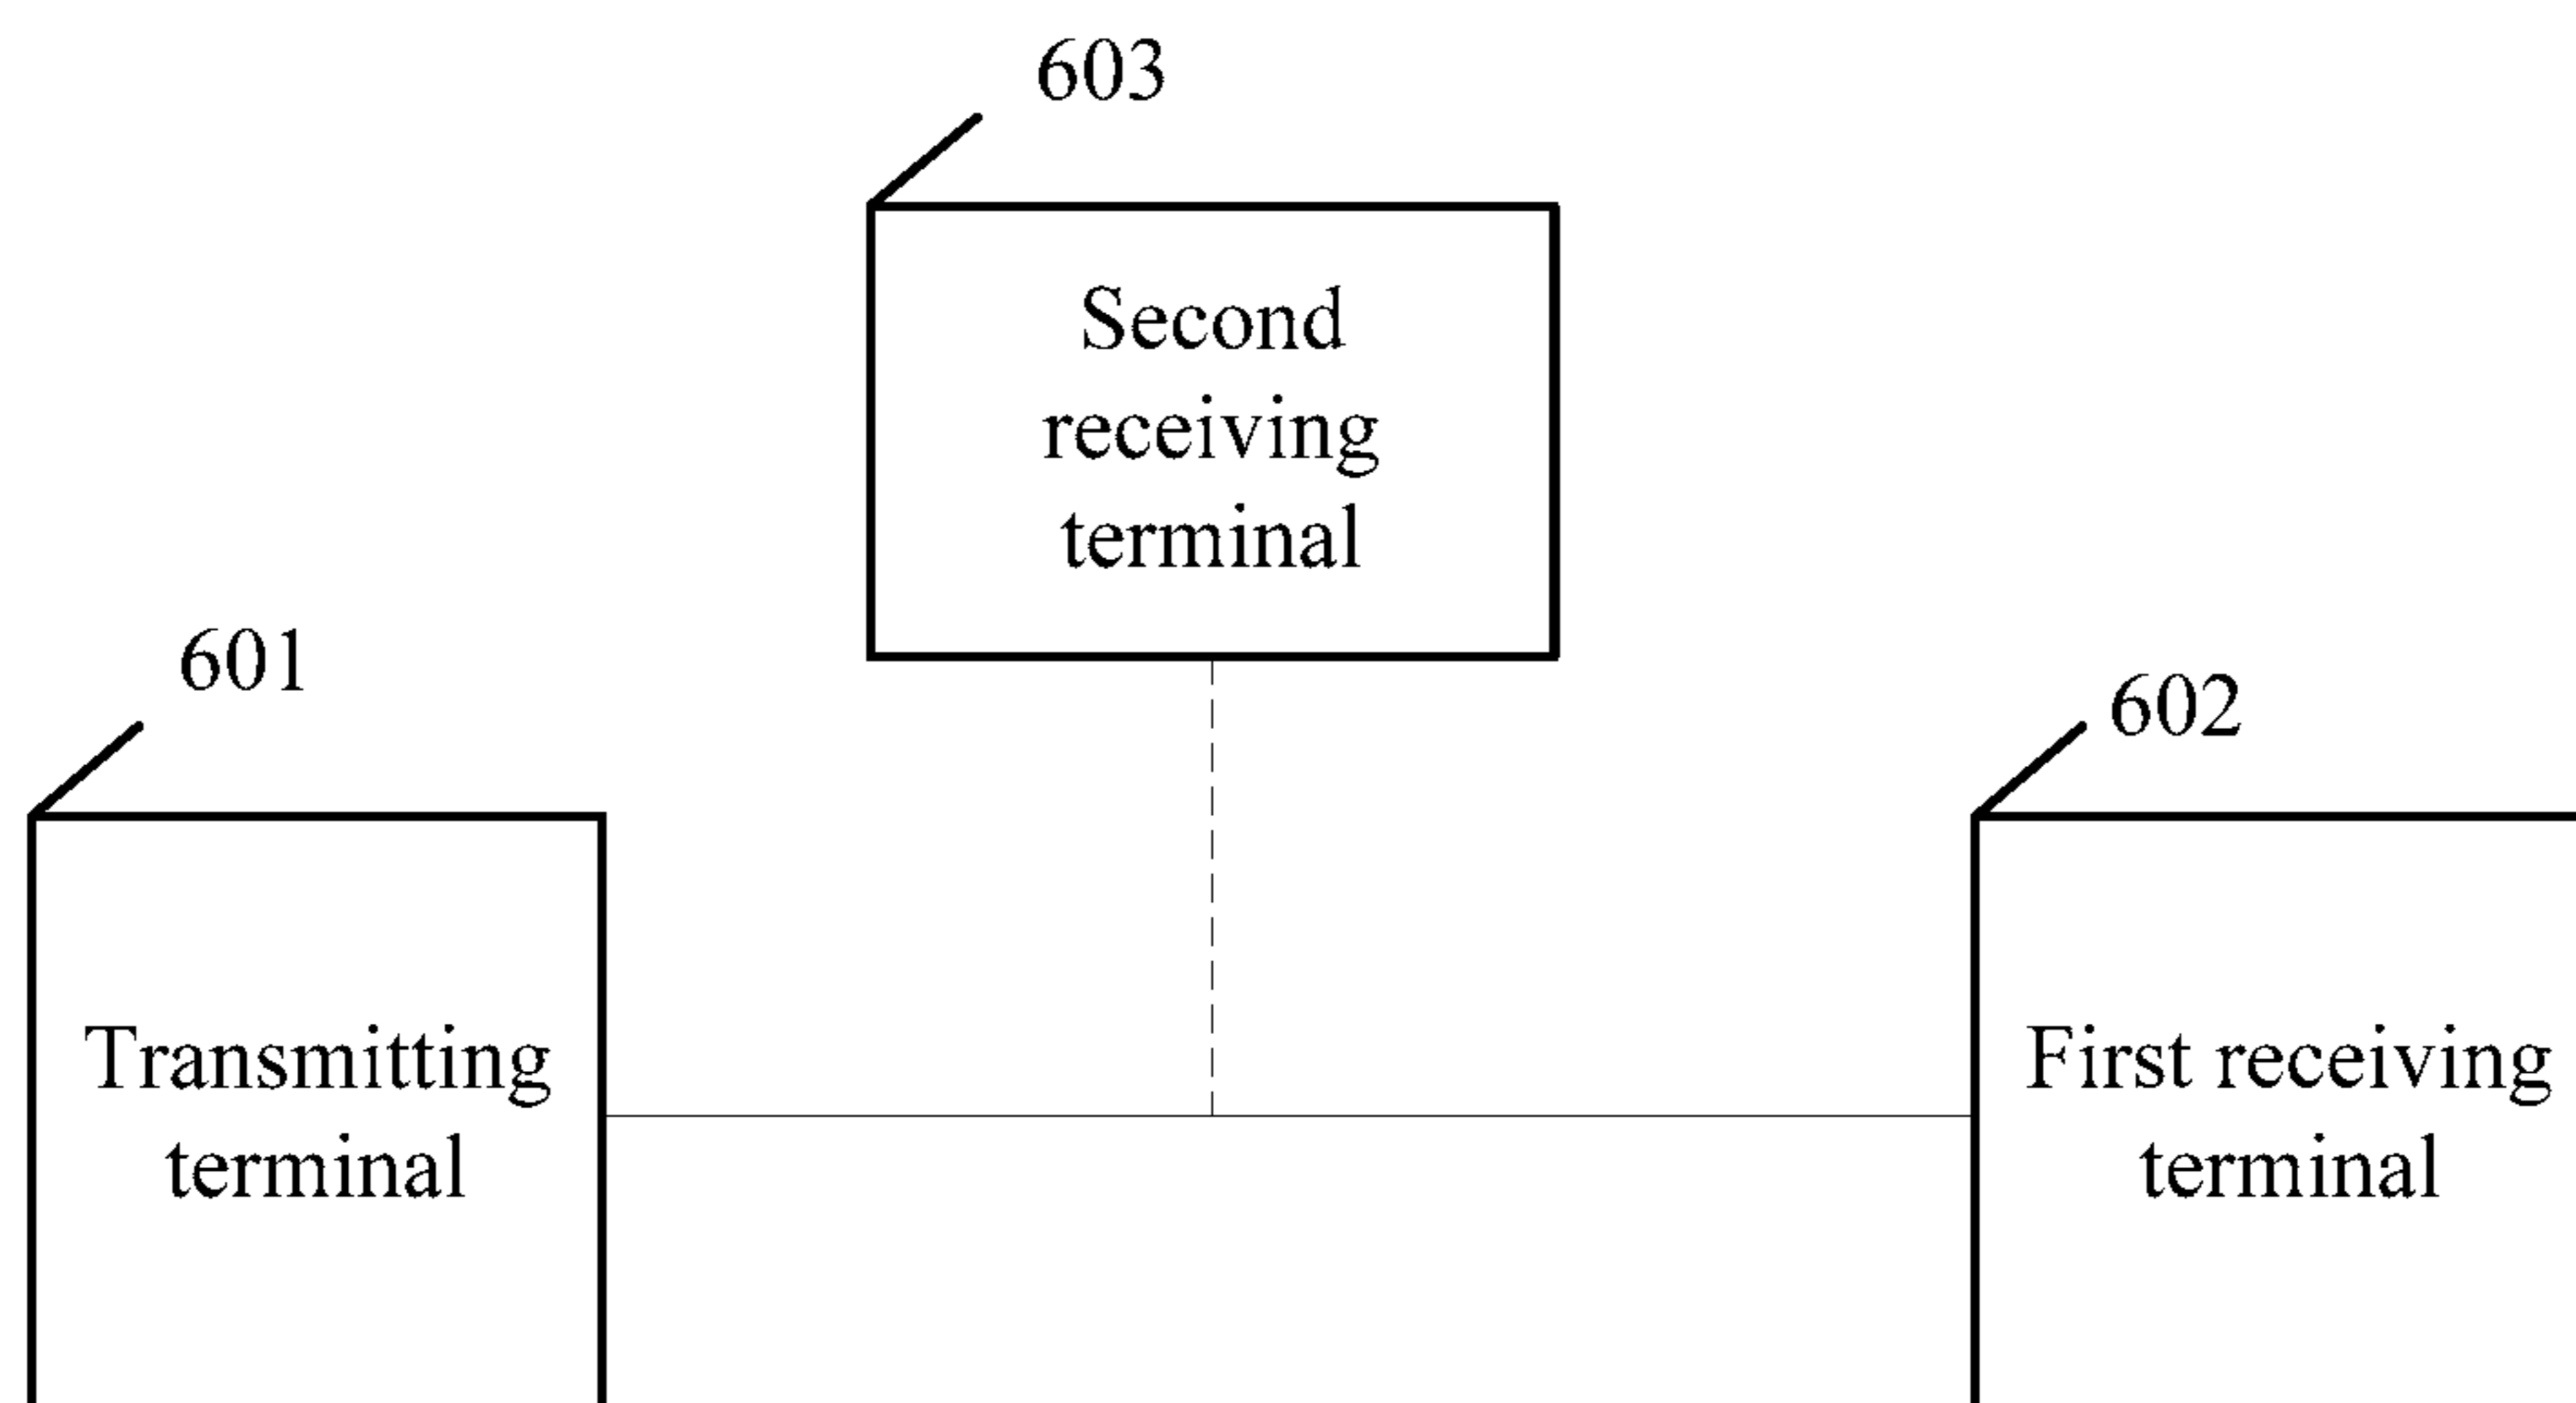 603
Second
receiving
terminal
601
602
Transmitting
terminal
First receiving
terminal